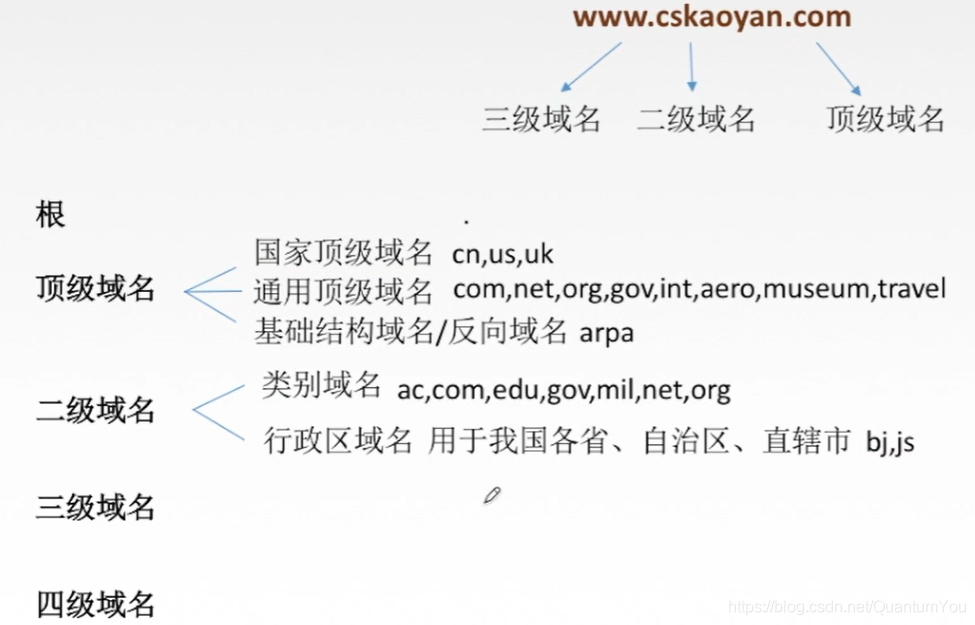 www.cskaoyan.com
三级域名 二级域名 顶级域名
根 .
国家顶级域名 cn,us,uk
顶级域名 通用顶级域名 com,net,org,gov,int,aero,museum,travel
基础结构域名/反向域名 arpa
类别域名 ac,com,edu,gov,mil,net,org
二级域名
行政区域名 用于我国各省、自治区、直辖市 bj,js
三级域名
四级域名
https://blog.csdn.net/QuantumYou